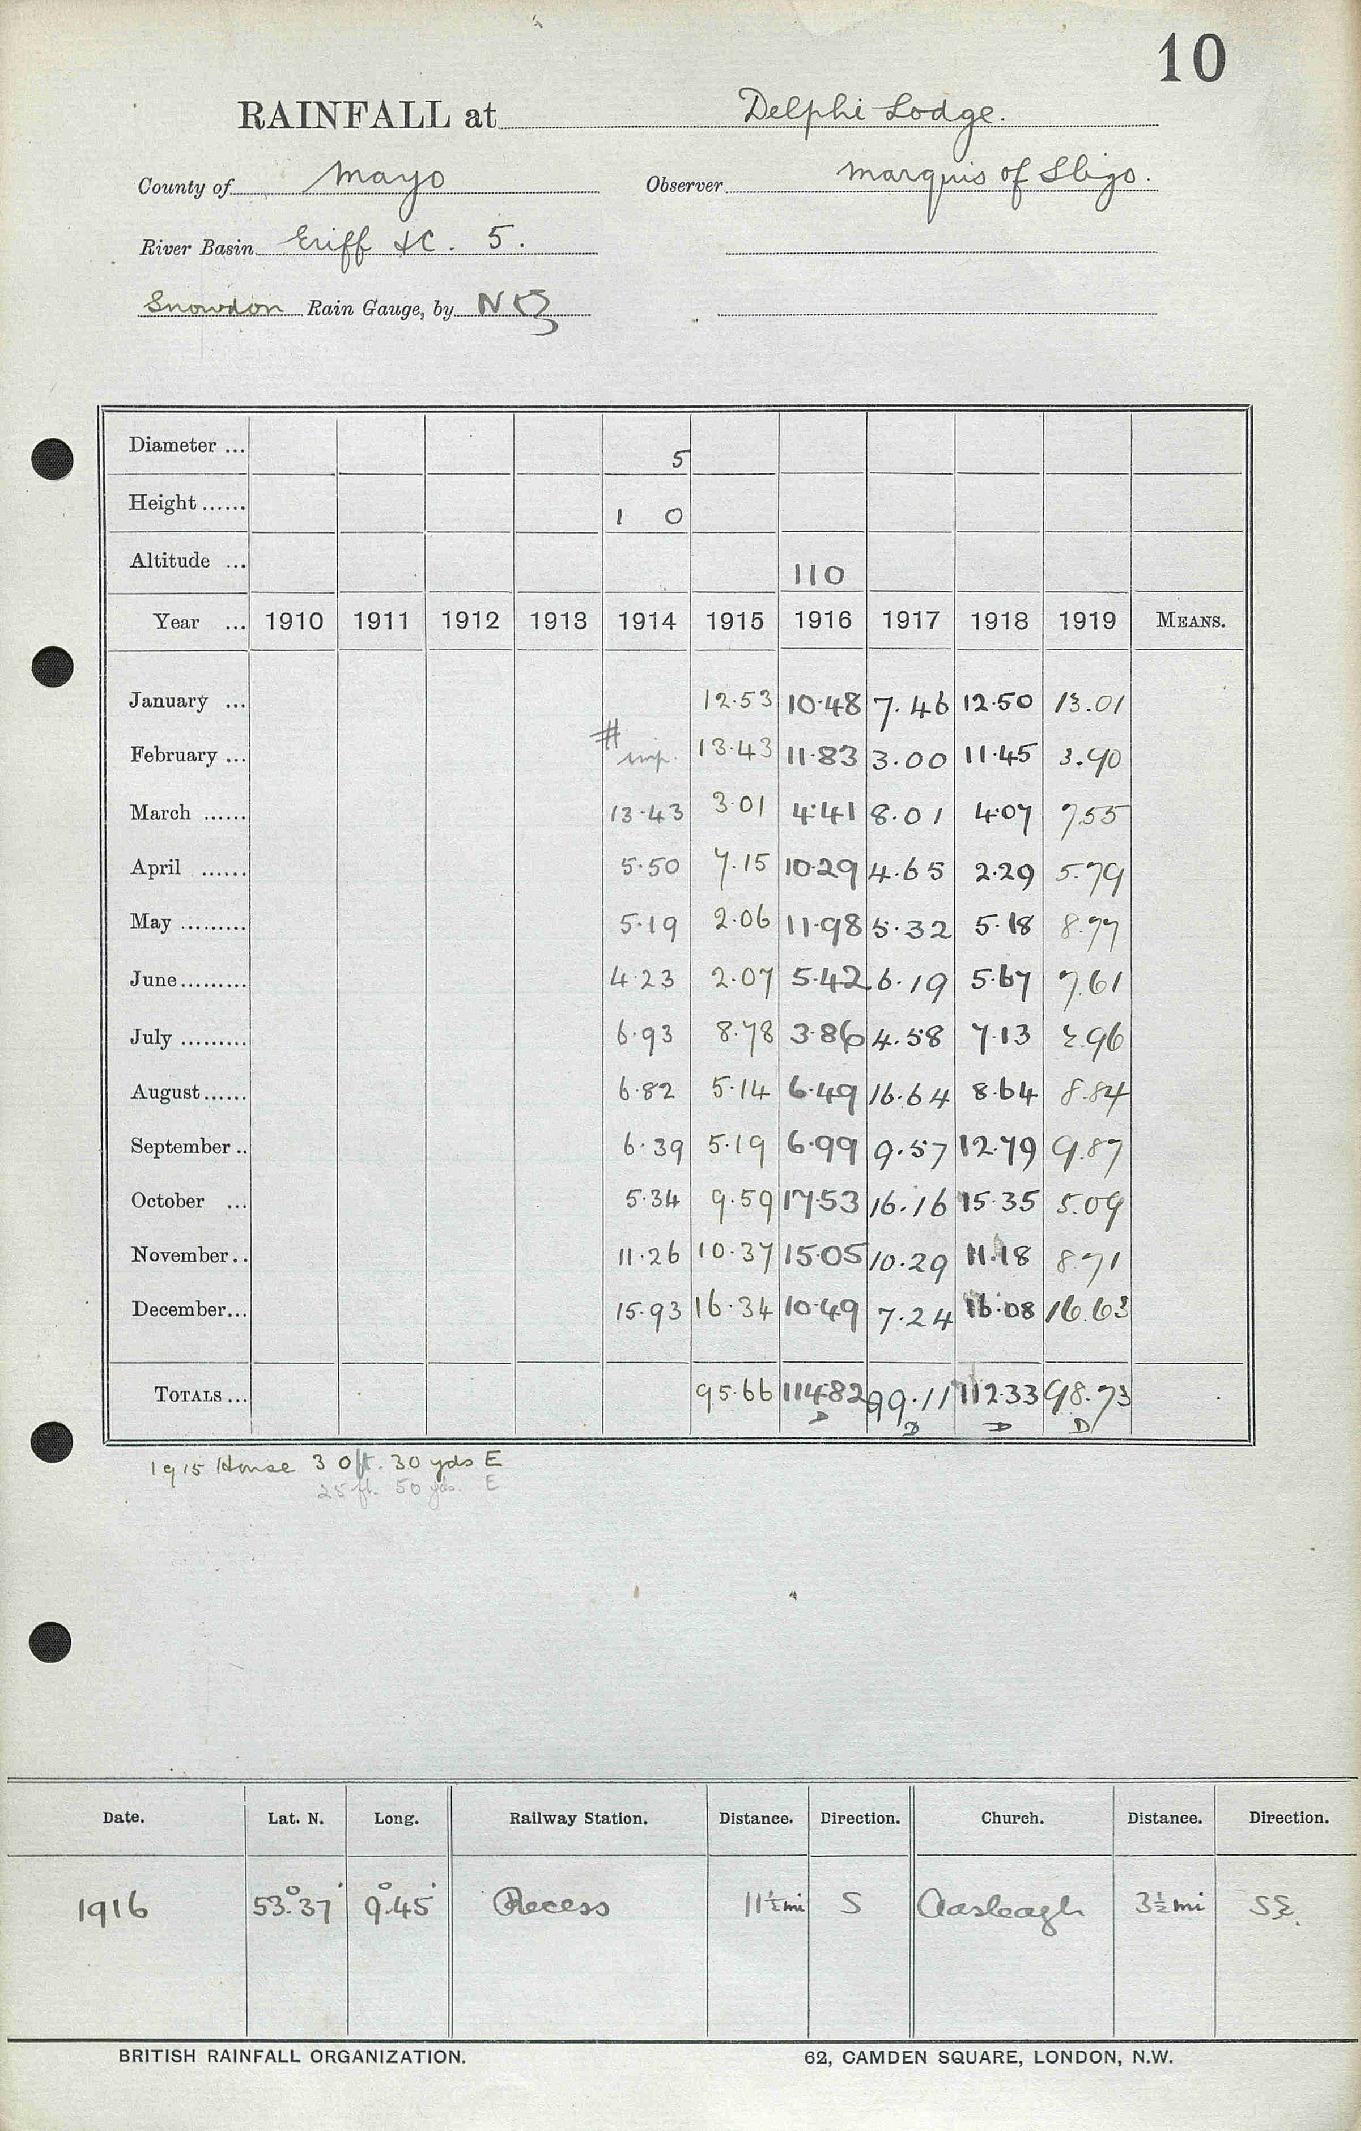 10
RAINFALL at Delphi Lodge.
County of Mayo Observer Marquis of Sligo.
River Basin Eriff &C. 5.
Snowdon Rain Gauge, by N&Z
Diameter ... 5
Height ...... 1 0
Altitude ... 110
Year ... 1910 1911 1912 1913 1914 1915 1916 1917 1918 1919 MEANS.
January ... 12.53 10.48 7.46 12.50 13.01
February ... # imp. 13.43 11.83 3.00 11.45 3.90
March ...... 13.43 3.01 4.41 8.01 4.07 7.55
April ...... 5.50 7.15 10.29 4.65 2.29 5.79
May ......... 5.19 2.06 11.98 5.32 5.18 8.77
June......... 4.23 2.07 5.42 6.19 5.67 7.61
July ......... 6.93 8.78 3.86 4.58 7.13 2.96
August...... 6.82 5.14 6.49 16.64 8.64 8.84
September .. 6.39 5.19 6.99 9.57 12.79 9.87
October ... 5.34 9.59 17.53 16.16 15.35 5.09
November.. 11.26 10.37 15.05 10.29 11.18 8.71
December... 15.93 16.34 10.49 7.24 16.08 16.63
TOTALS ... 95.66 114.82 99.11 112.33 98.73
D D D D
1915 House 30 ft. 30 yds E
25 ft. 50 yds. E
Date. Lat. N. Long. Railway Station. Distance. Direction. Church. Distance. Direction.
1916 53°.37' 9°.45' Recess 11½ mi S Aasleagh 3½ mi SE.
BRITISH RAINFALL ORGANIZATION. 62, CAMDEN SQUARE, LONDON, N.W.